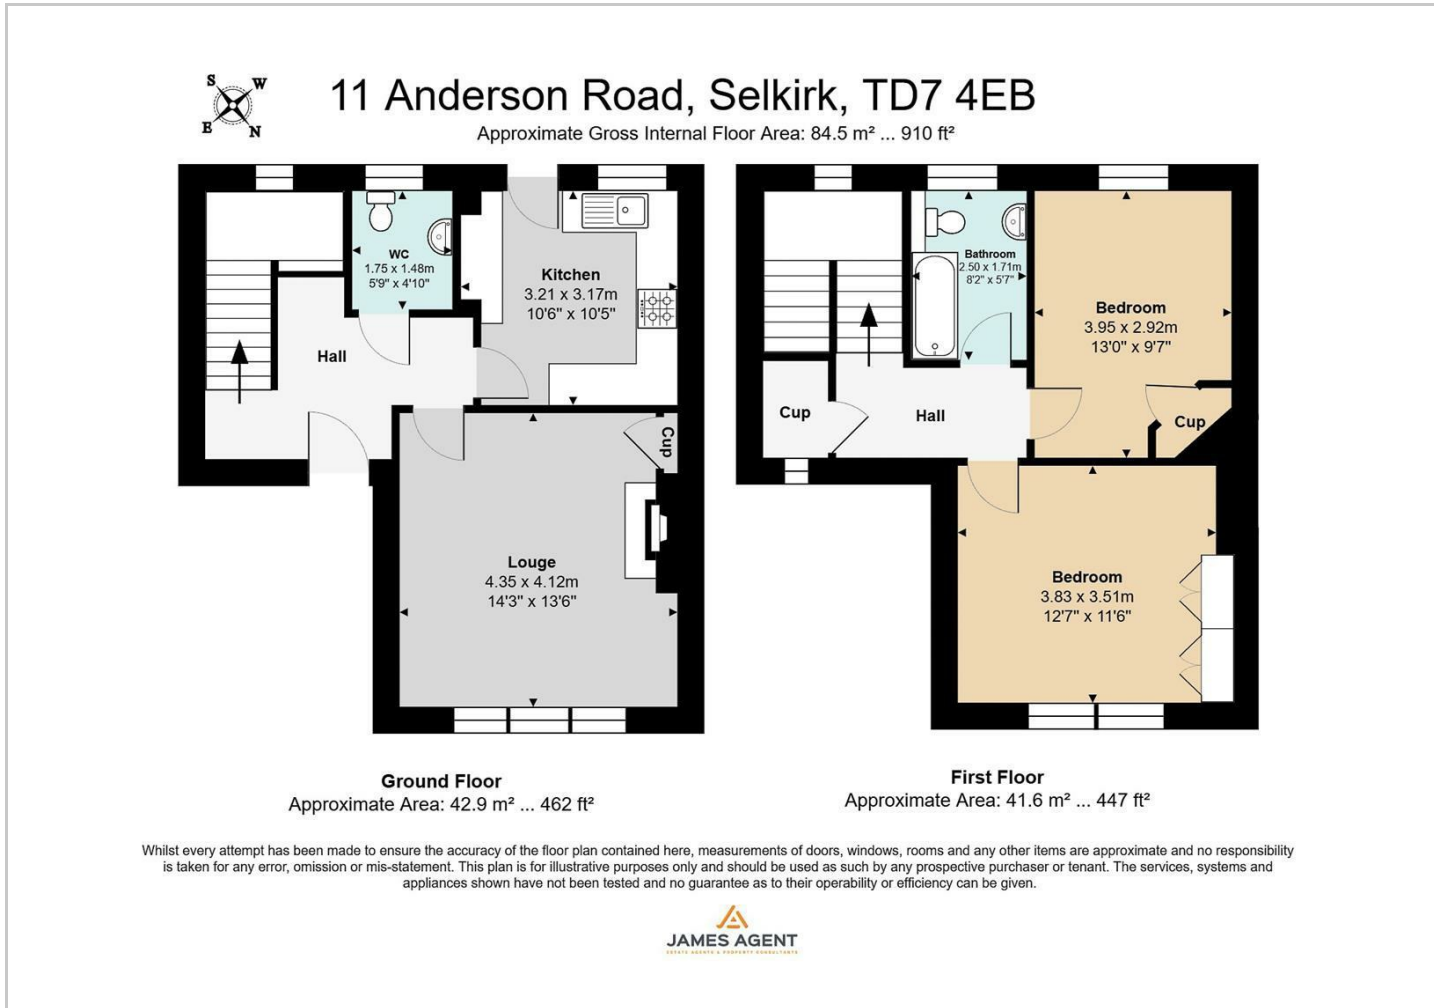 11 Anderson Road, Selkirk, TD7 4EB
Approximate Gross Internal Floor Area: 84.5 m² ... 910 ft²
S W
E N
WC
1.75 x 1.48m
5'9" x 4'10"
Kitchen
3.21 x 3.17m
10'6" x 10'5"
Hall
Cup
Louge
4.35 x 4.12m
14'3" x 13'6"
Bathroom
2.50 x 1.71m
8'2" x 5'7"
Bedroom
3.95 x 2.92m
13'0" x 9'7"
Cup
Hall
Cup
Bedroom
3.83 x 3.51m
12'7" x 11'6"
Ground Floor
Approximate Area: 42.9 m² ... 462 ft²
First Floor
Approximate Area: 41.6 m² ... 447 ft²
Whilst every attempt has been made to ensure the accuracy of the floor plan contained here, measurements of doors, windows, rooms and any other items are approximate and no responsibility
is taken for any error, omission or mis-statement. This plan is for illustrative purposes only and should be used as such by any prospective purchaser or tenant. The services, systems and
appliances shown have not been tested and no guarantee as to their operability or efficiency can be given.
JAMES AGENT
ESTATE AGENTS & PROPERTY CONSULTANTS